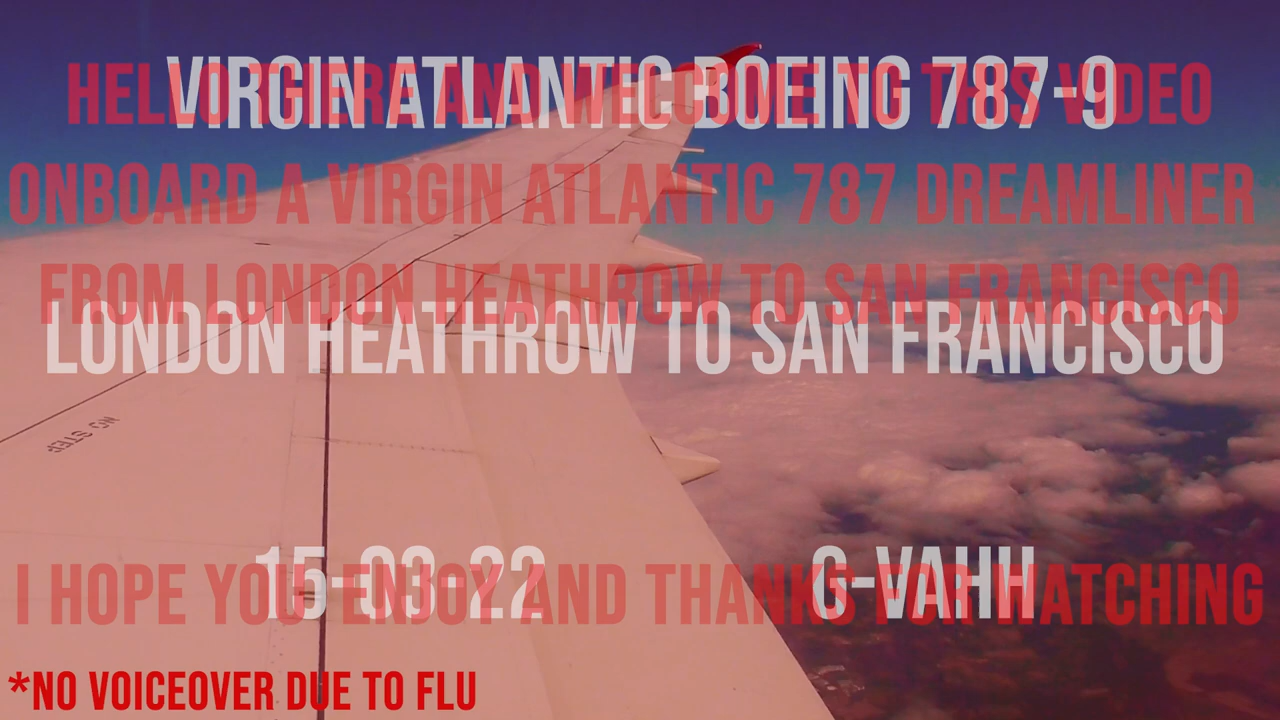 VIRGIN ATLANTIC BOEING 787-9
HELLO THERE AND WELCOME TO THIS VIDEO
ONBOARD A VIRGIN ATLANTIC 787 DREAMLINER
FROM LONDON HEATHROW TO SAN FRANCISCO
LONDON HEATHROW TO SAN FRANCISCO
NO STEP
15-03-22 G-VAHH
I HOPE YOU ENJOY AND THANKS FOR WATCHING
*NO VOICEOVER DUE TO FLU